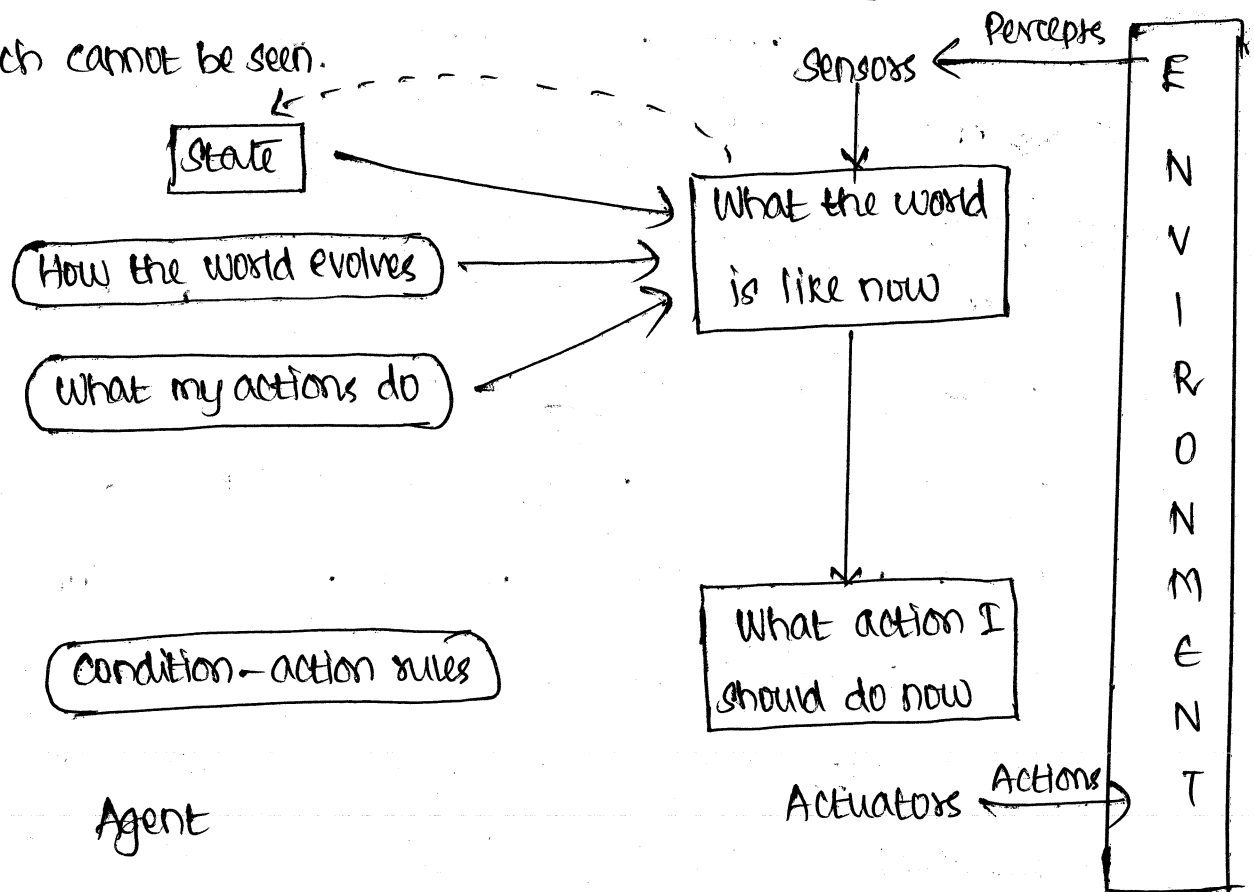 ch cannot be seen.
Percepts
Sensors
State
What the world
is like now
How the world evolves
What my actions do
Condition-action rules
What action I
should do now
Agent
Actuators
Actions
ENVIRONMENT